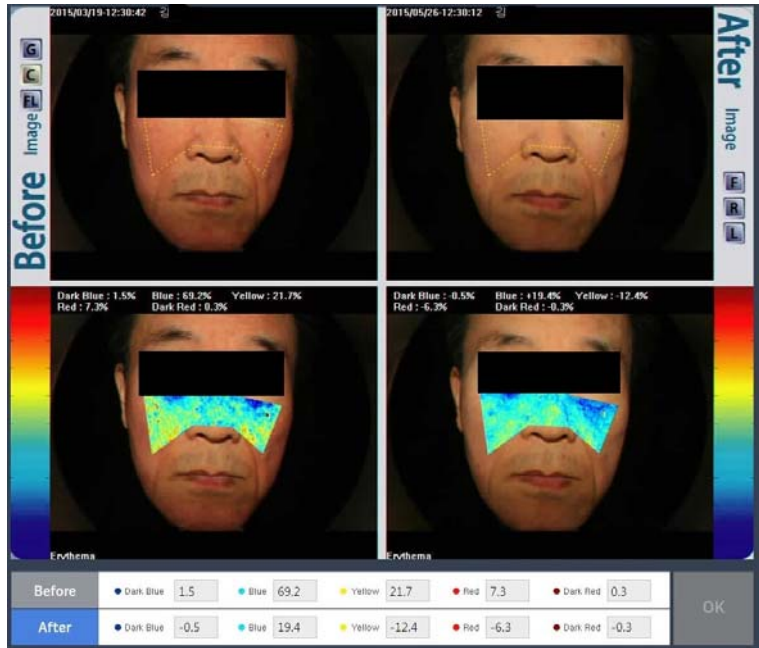 2015/03/19-12:30:42 김
2015/05/26-12:30:12 김
G
C
FL
Before Image
After Image
F
R
L
Dark Blue : 1.5% Blue : 69.2% Yellow : 21.7%
Red : 7.3% Dark Red : 0.3%
Dark Blue : -0.5% Blue : +19.4% Yellow : -12.4%
Red : -6.3% Dark Red : -0.3%
Erythema
Erythema
Before Dark Blue 1.5 Blue 69.2 Yellow 21.7 Red 7.3 Dark Red 0.3
After Dark Blue -0.5 Blue 19.4 Yellow -12.4 Red -6.3 Dark Red -0.3
OK